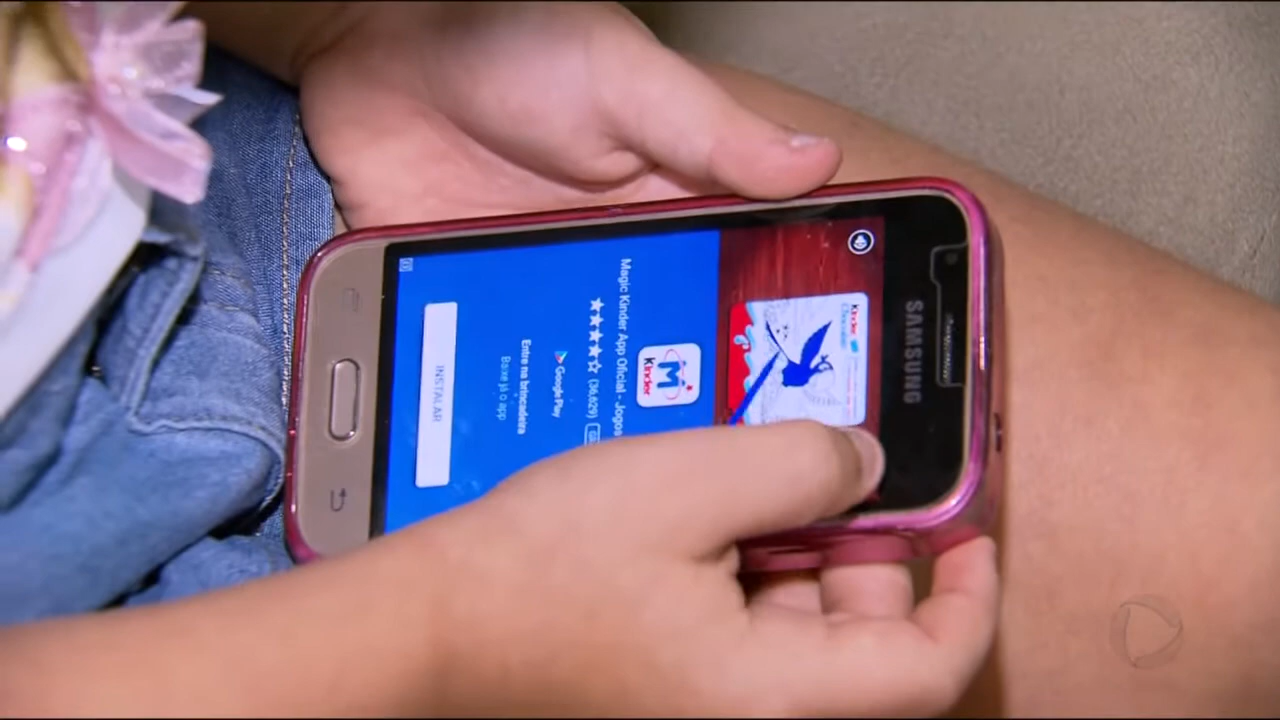 SAMSUNG
Kinder
Chocolate
Magic Kinder App Oficial - Jogos
M
Kinder
(36,629)
Google Play
Entre na brincadeira
Baixe já o app
INSTALAR